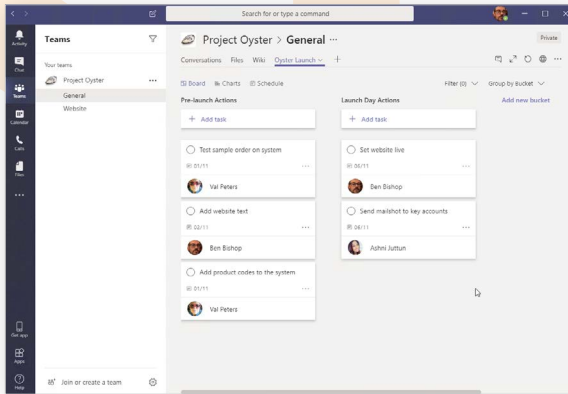 Search for or type a command
Activity
Chat
Teams
Calendar
Calls
Files
Get app
Apps
Help
Teams
Your teams
Project Oyster
General
Website
Join or create a team
Project Oyster > General
Private
Conversations Files Wiki Oyster Launch
Board Charts Schedule
Filter (0) Group by Bucket
Pre-launch Actions
+ Add task
Test sample order on system
01/11
Val Peters
Add website text
02/11
Ben Bishop
Add product codes to the system
01/11
Val Peters
Launch Day Actions
+ Add task
Set website live
Ben Bishop
Send mailshot to key accounts
06/11
Ashni Juttun
Add new bucket